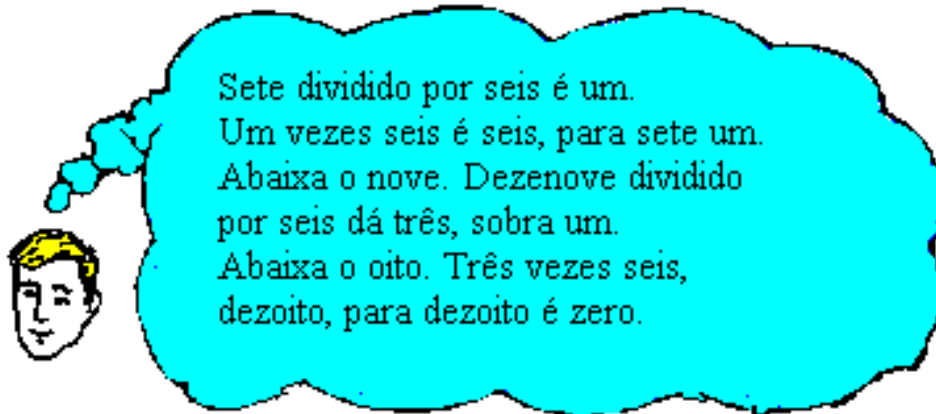 Sete dividido por seis é um.
Um vezes seis é seis, para sete um.
Abaixa o nove. Dezenove dividido
por seis dá três, sobra um.
Abaixa o oito. Três vezes seis,
dezoito, para dezoito é zero.